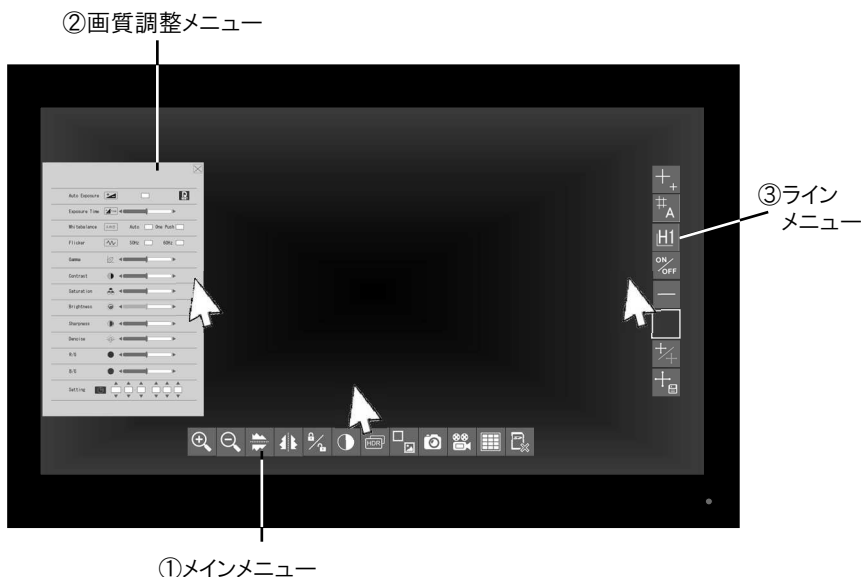 ②画質調整メニュー
Auto Exposure
Exposure Time
Whitebalance Auto One Push
Flicker 50Hz 60Hz
Gamma
Contrast
Saturation
Brightness
Sharpness
Denoise
R/G
B/G
Setting
A
③ライン
メニュー
H1
ON/OFF
HDR
①メインメニュー